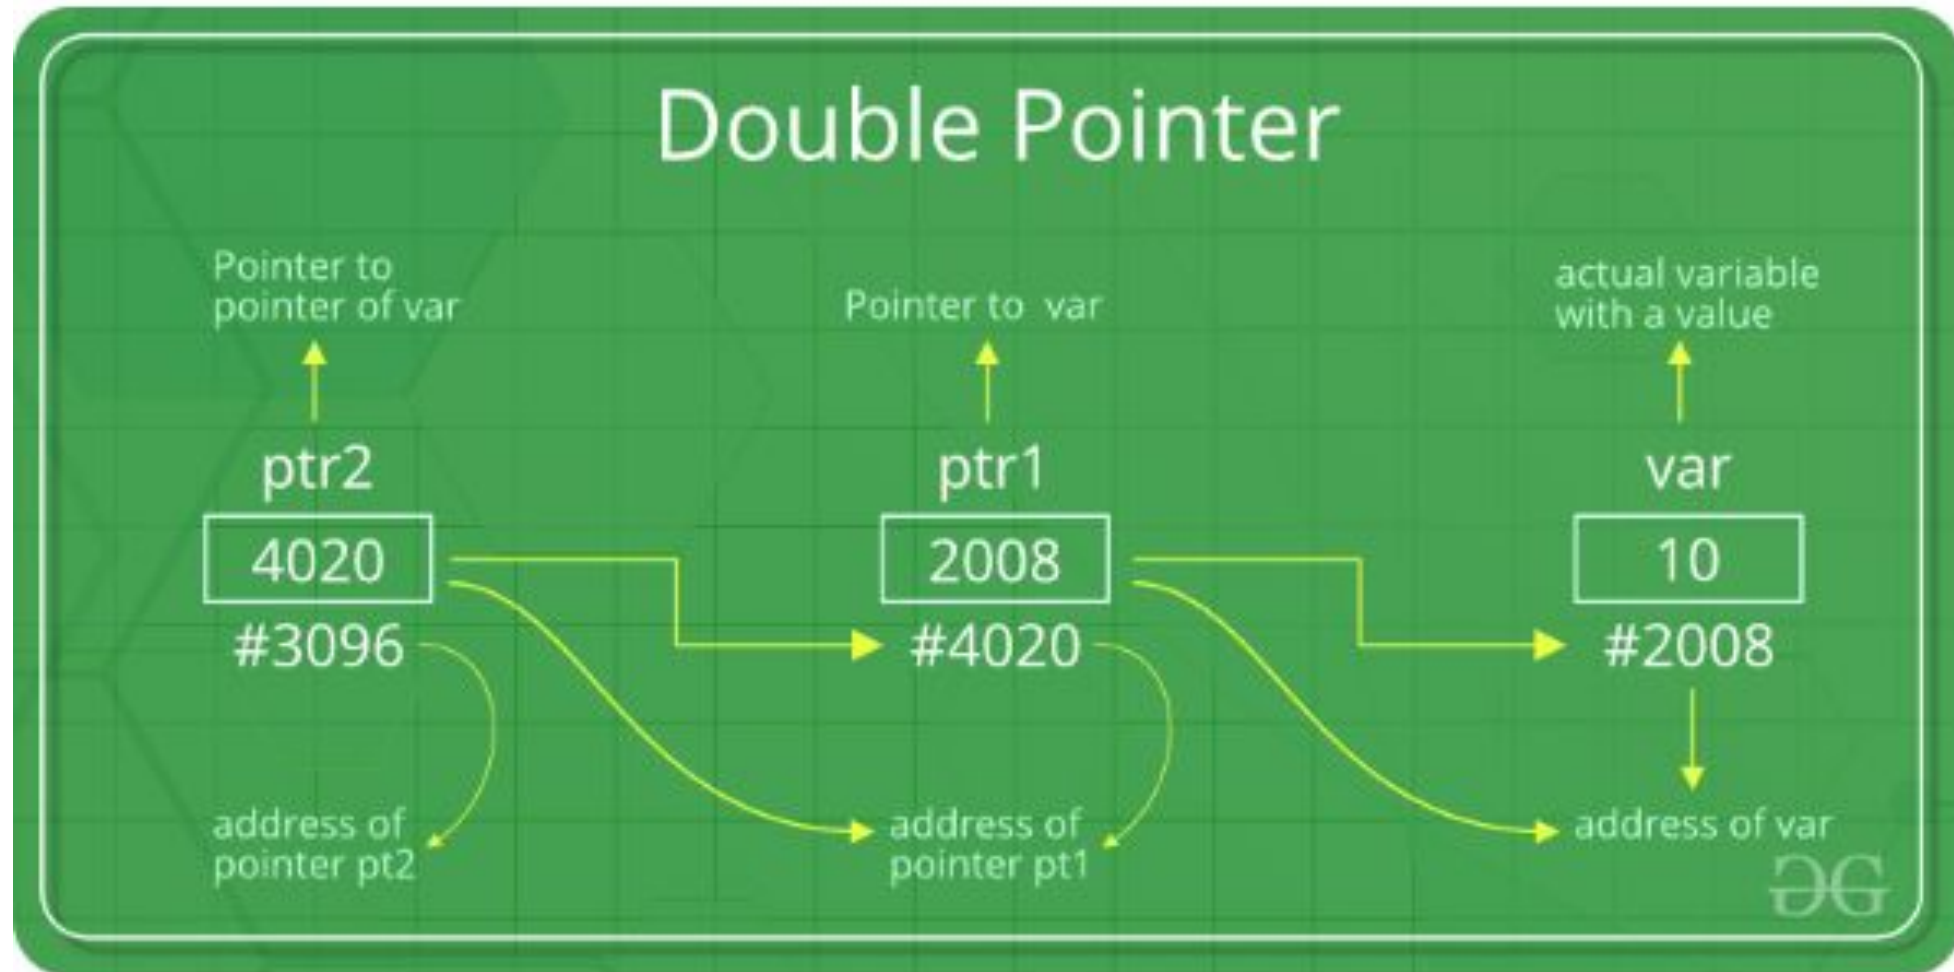 Double Pointer
Pointer to
pointer of var
Pointer to var
actual variable
with a value
ptr2
ptr1
var
4020
2008
10
#3096
#4020
#2008
address of
pointer pt2
address of
pointer pt1
address of var